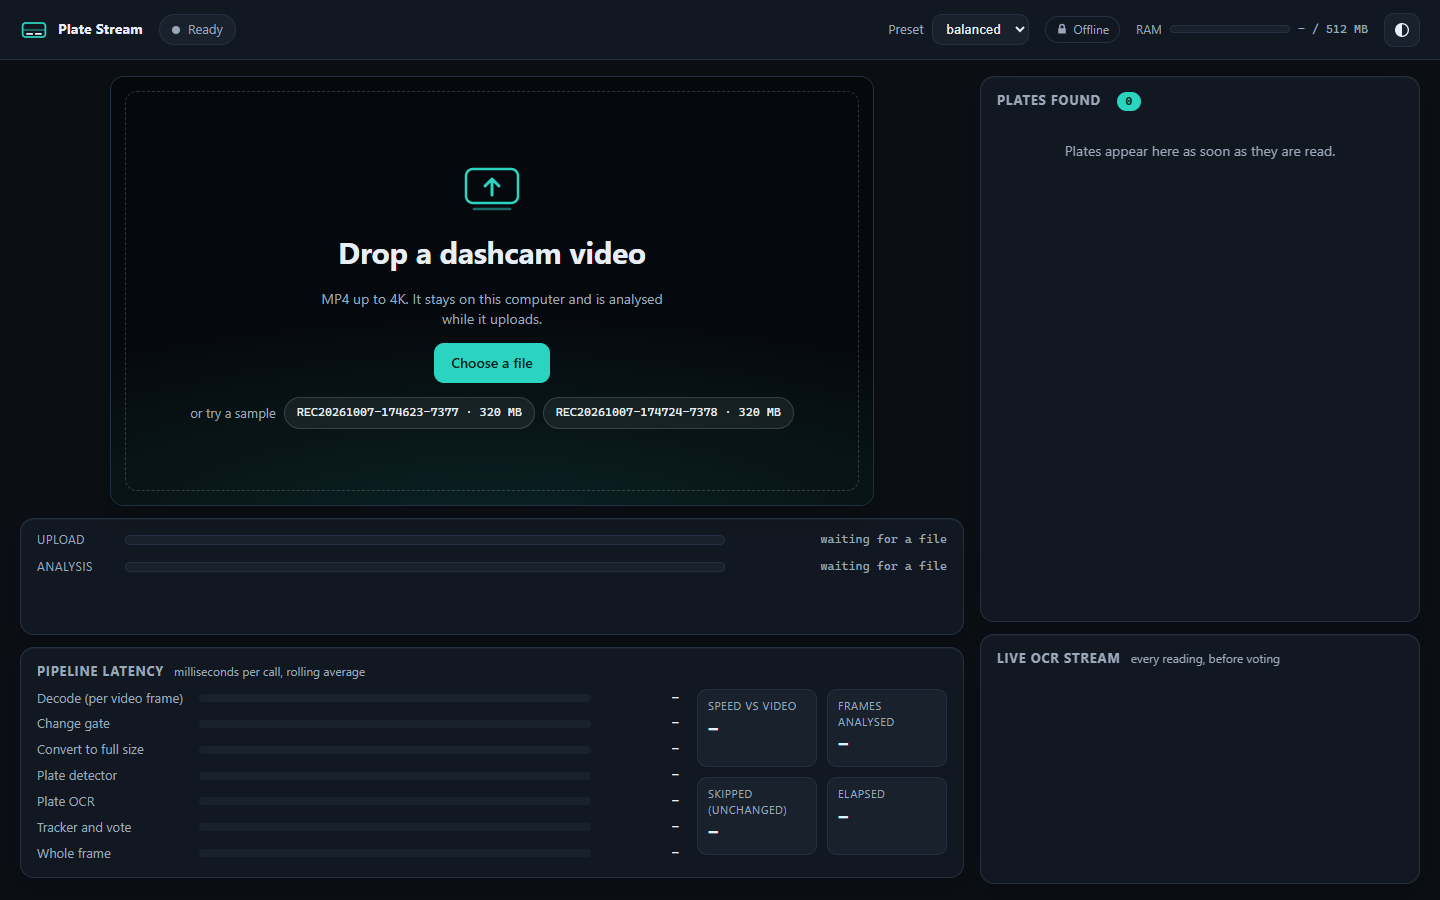 Plate Stream
Ready
Preset
balanced
Offline
RAM
– / 512 MB
Drop a dashcam video
MP4 up to 4K. It stays on this computer and is analysed
while it uploads.
Choose a file
or try a sample
REC20261007-174623-7377 · 320 MB
REC20261007-174724-7378 · 320 MB
UPLOAD
waiting for a file
ANALYSIS
waiting for a file
PIPELINE LATENCY milliseconds per call, rolling average
Decode (per video frame) –
Change gate –
Convert to full size –
Plate detector –
Plate OCR –
Tracker and vote –
Whole frame –
SPEED VS VIDEO
–
FRAMES
ANALYSED
–
SKIPPED
(UNCHANGED)
–
ELAPSED
–
PLATES FOUND 0
Plates appear here as soon as they are read.
LIVE OCR STREAM every reading, before voting